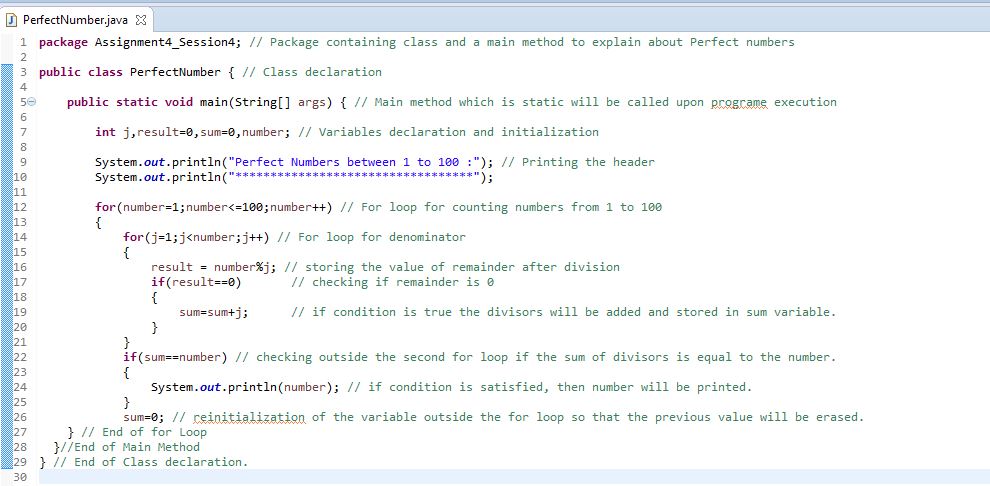 PerfectNumber.java
1 package Assignment4_Session4; // Package containing class and a main method to explain about Perfect numbers
2
3 public class PerfectNumber { // Class declaration
4
5 public static void main(String[] args) { // Main method which is static will be called upon programe execution
6
7 int j,result=0,sum=0,number; // Variables declaration and initialization
8
9 System.out.println("Perfect Numbers between 1 to 100 :"); // Printing the header
10 System.out.println("**********************************");
11
12 for(number=1;number<=100;number++) // For loop for counting numbers from 1 to 100
13 {
14 for(j=1;j<number;j++) // For loop for denominator
15 {
16 result = number%j; // storing the value of remainder after division
17 if(result==0) // checking if remainder is 0
18 {
19 sum=sum+j; // if condition is true the divisors will be added and stored in sum variable.
20 }
21 }
22 if(sum==number) // checking outside the second for loop if the sum of divisors is equal to the number.
23 {
24 System.out.println(number); // if condition is satisfied, then number will be printed.
25 }
26 sum=0; // reinitialization of the variable outside the for loop so that the previous value will be erased.
27 } // End of for Loop
28 }//End of Main Method
29 } // End of Class declaration.
30